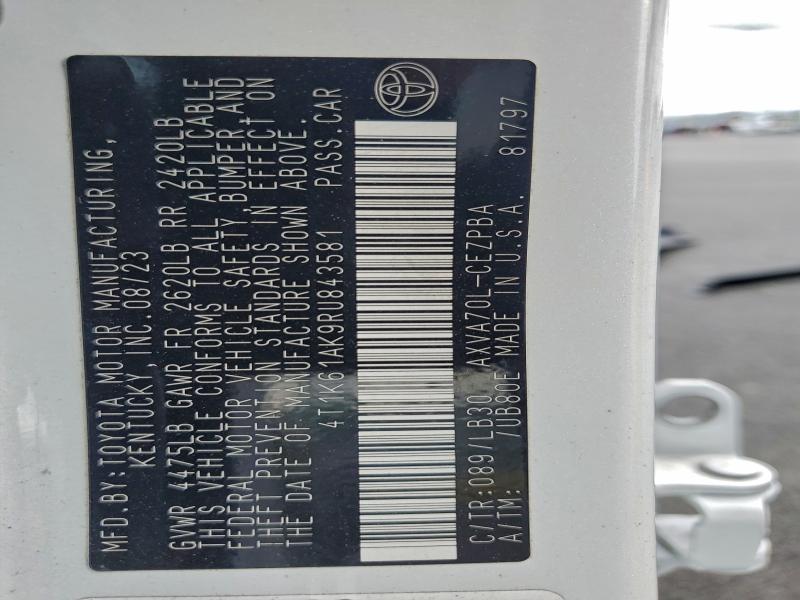 MFD.BY:TOYOTA MOTOR MANUFACTURING,
KENTUCKY, INC.08/23
GVWR 4475LB GAWR FR 2620LB RR 2420LB
THIS VEHICLE CONFORMS TO ALL APPLICABLE
FEDERAL MOTOR VEHICLE SAFETY, BUMPER, AND
THEFT PREVENTION STANDARDS IN EFFECT ON
THE DATE OF MANUFACTURE SHOWN ABOVE.
4T1K61AK9RU843581 PASS.CAR
C/TR:089/LB30 AXVA70L-CEZPBA
A/TM: /UB80E MADE IN U.S.A. 81797